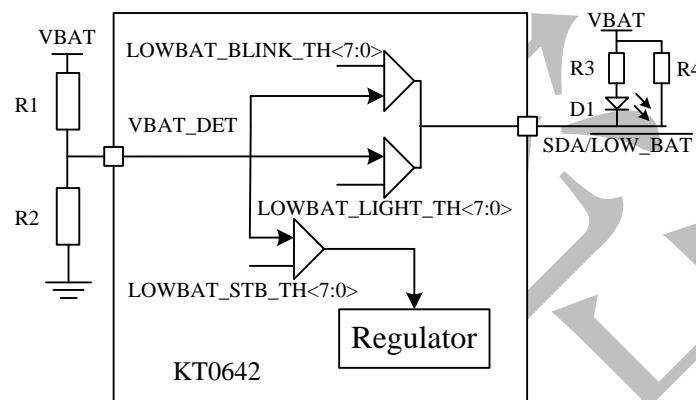 VBAT
LOWBAT_BLINK_TH<7:0>
VBAT
R1
R3
R4
VBAT_DET
D1
SDA/LOW_BAT
R2
LOWBAT_LIGHT_TH<7:0>
LOWBAT_STB_TH<7:0>
Regulator
KT0642